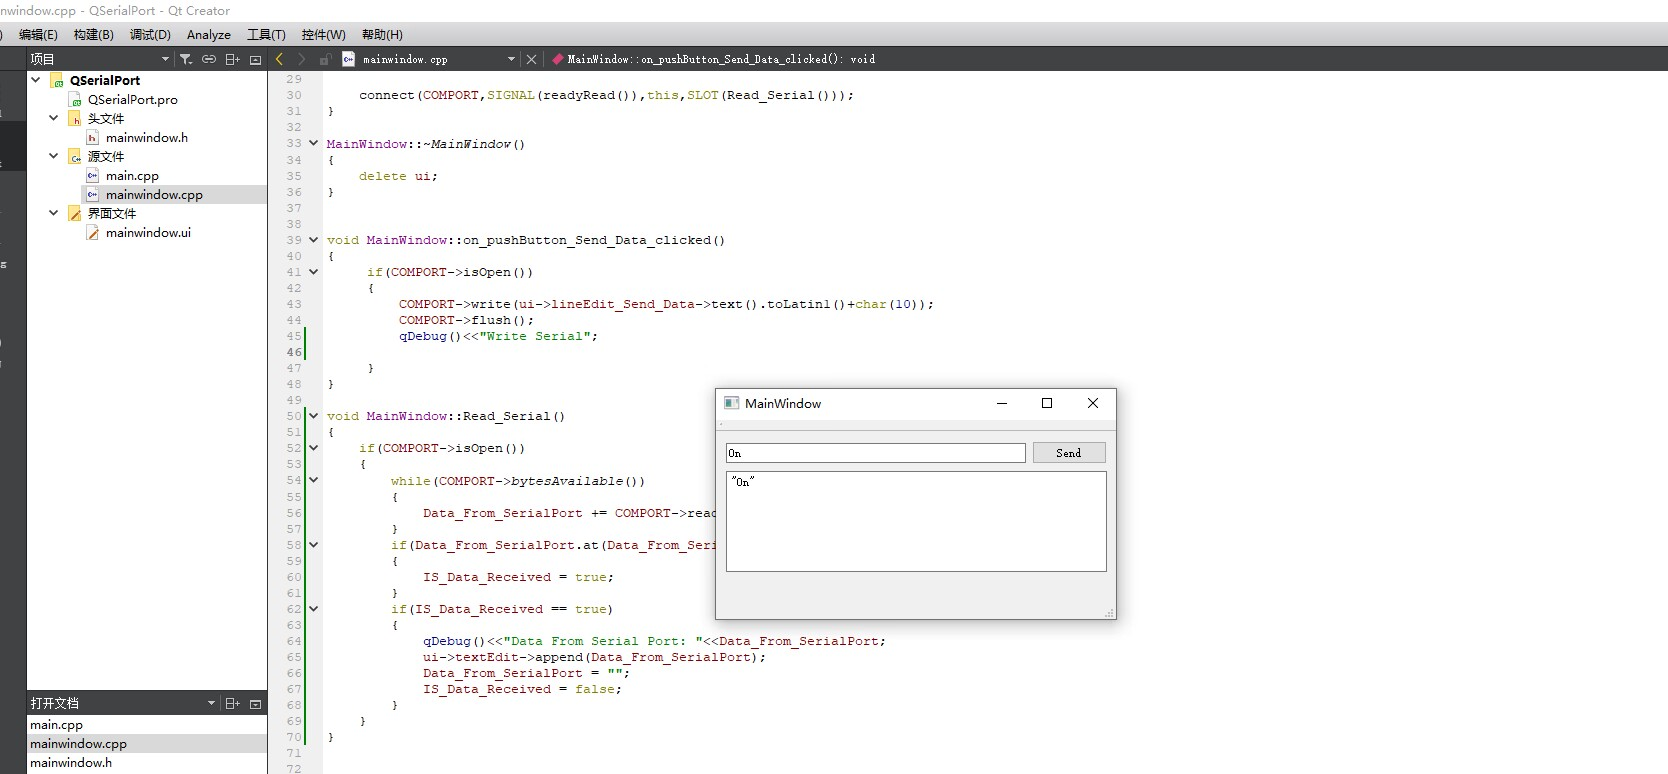 nwindow.cpp - QSerialPort - Qt Creator
) 编辑(E) 构建(B) 调试(D) Analyze 工具(T) 控件(W) 帮助(H)
项目
QSerialPort
QSerialPort.pro
头文件
mainwindow.h
源文件
main.cpp
mainwindow.cpp
界面文件
mainwindow.ui
打开文档
main.cpp
mainwindow.cpp
mainwindow.h
mainwindow.cpp MainWindow::on_pushButton_Send_Data_clicked(): void
29
30 connect(COMPORT,SIGNAL(readyRead()),this,SLOT(Read_Serial()));
31 }
32
33 MainWindow::~MainWindow()
34 {
35 delete ui;
36 }
37
38
39 void MainWindow::on_pushButton_Send_Data_clicked()
40 {
41 if(COMPORT->isOpen())
42 {
43 COMPORT->write(ui->lineEdit_Send_Data->text().toLatin1()+char(10));
44 COMPORT->flush();
45 qDebug()<<"Write Serial";
46
47 }
48 }
49
50 void MainWindow::Read_Serial()
51 {
52 if(COMPORT->isOpen())
53 {
54 while(COMPORT->bytesAvailable())
55 {
56 Data_From_SerialPort += COMPORT->read
57 }
58 if(Data_From_SerialPort.at(Data_From_Seri
59 {
60 IS_Data_Received = true;
61 }
62 if(IS_Data_Received == true)
63 {
64 qDebug()<<"Data From Serial Port: "<<Data_From_SerialPort;
65 ui->textEdit->append(Data_From_SerialPort);
66 Data_From_SerialPort = "";
67 IS_Data_Received = false;
68 }
69 }
70 }
71
72
MainWindow
On Send
"On"